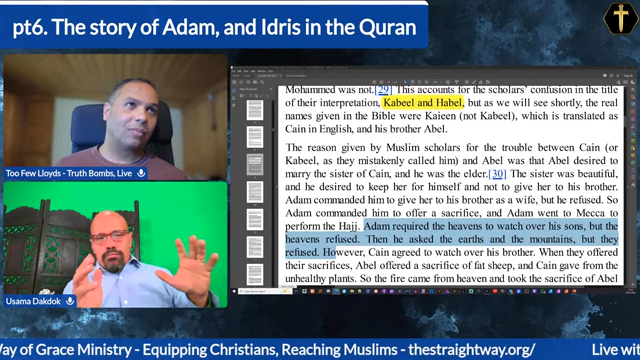 pt6. The story of Adam, and Idris in the Quran
Too Few Lloyds - Truth Bombs, Live
Usama Dakdok
Mohammed was not.[29] This accounts for the scholars' confusion in the title
of their interpretation, Kabeel and Habel, but as we will see shortly, the real
names given in the Bible were Kaieen (not Kabeel), which is translated as
Cain in English, and his brother Abel.
The reason given by Muslim scholars for the trouble between Cain (or
Kabeel, as they mistakenly called him) and Abel was that Abel desired to
marry the sister of Cain, and he was the elder.[30] The sister was beautiful,
and he desired to keep her for himself and not to give her to his brother.
Adam commanded him to give her to his brother as a wife, but he refused. So
Adam commanded him to offer a sacrifice, and Adam went to Mecca to
perform the Hajj. Adam required the heavens to watch over his sons, but the
heavens refused. Then he asked the earths and the mountains, but they
refused. However, Cain agreed to watch over his brother. When they offered
their sacrifices, Abel offered a sacrifice of fat sheep, and Cain gave from the
unhealthy plants. So the fire came from heaven and took the sacrifice of Abel
Way of Grace Ministry - Equipping Christians, Reaching Muslims - thestraightway.org/
Live with